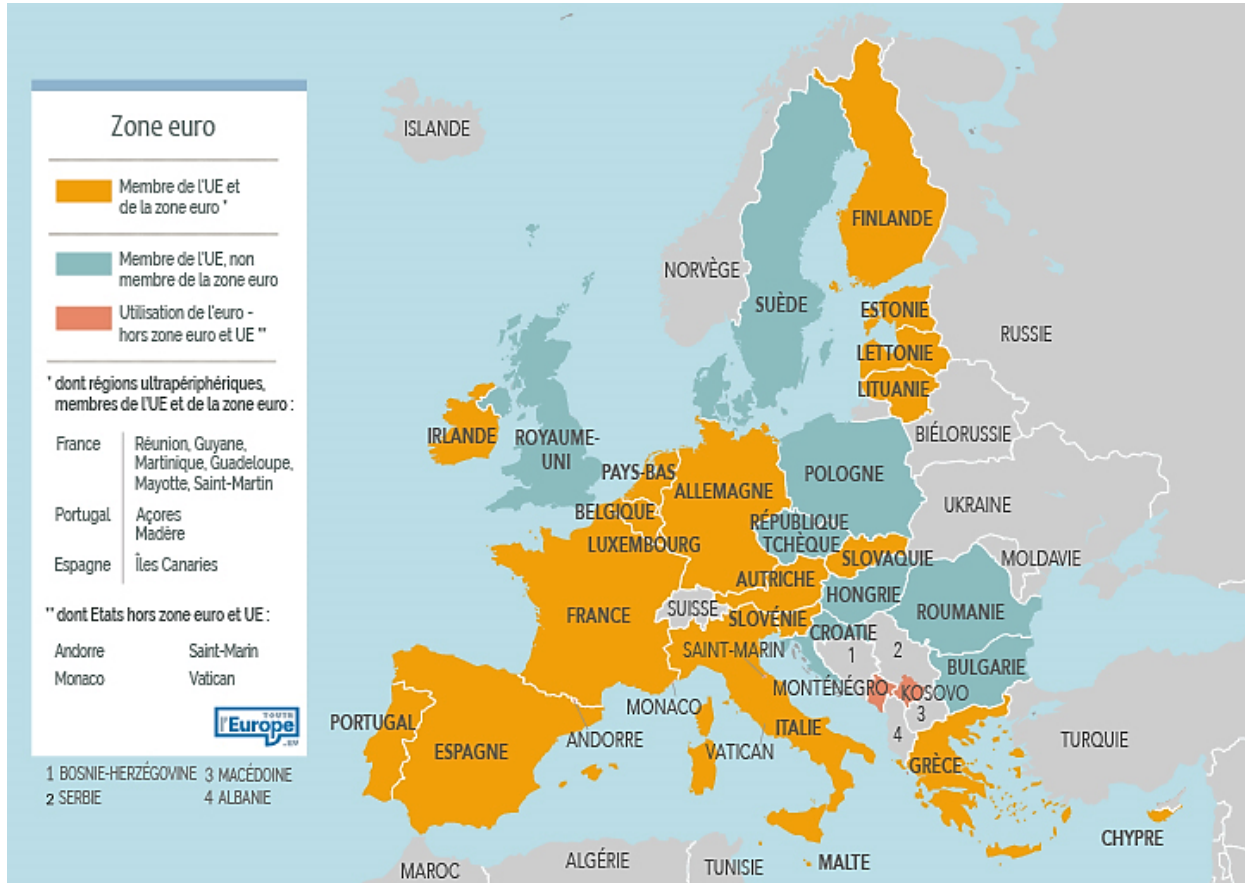 Zone euro
Membre de l'UE et
de la zone euro *
Membre de l'UE, non
membre de la zone euro
Utilisation de l'euro -
hors zone euro et UE **
* dont régions ultrapériphériques,
membres de l'UE et de la zone euro :
France
Réunion, Guyane,
Martinique, Guadeloupe,
Mayotte, Saint-Martin
Portugal
Açores
Madère
Espagne
Îles Canaries
** dont Etats hors zone euro et UE :
Andorre Saint-Marin
Monaco Vatican
TOUTE
l'Europe
.EU
1 BOSNIE-HERZÉGOVINE 3 MACÉDOINE
2 SERBIE 4 ALBANIE
ISLANDE
FINLANDE
NORVÈGE
SUÈDE
ESTONIE
RUSSIE
LETTONIE
LITUANIE
BIÉLORUSSIE
IRLANDE
ROYAUME-
UNI
PAYS-BAS
POLOGNE
ALLEMAGNE
UKRAINE
BELGIQUE
RÉPUBLIQUE
TCHÈQUE
LUXEMBOURG
SLOVAQUIE
MOLDAVIE
AUTRICHE
HONGRIE
SUISSE
ROUMANIE
FRANCE
SLOVÉNIE
CROATIE
SAINT-MARIN
1
2
BULGARIE
MONTÉNÉGRO
KOSOVO
MONACO
3
PORTUGAL
ITALIE
4
ANDORRE
TURQUIE
ESPAGNE
VATICAN
GRÈCE
CHYPRE
MALTE
ALGÉRIE
TUNISIE
MAROC